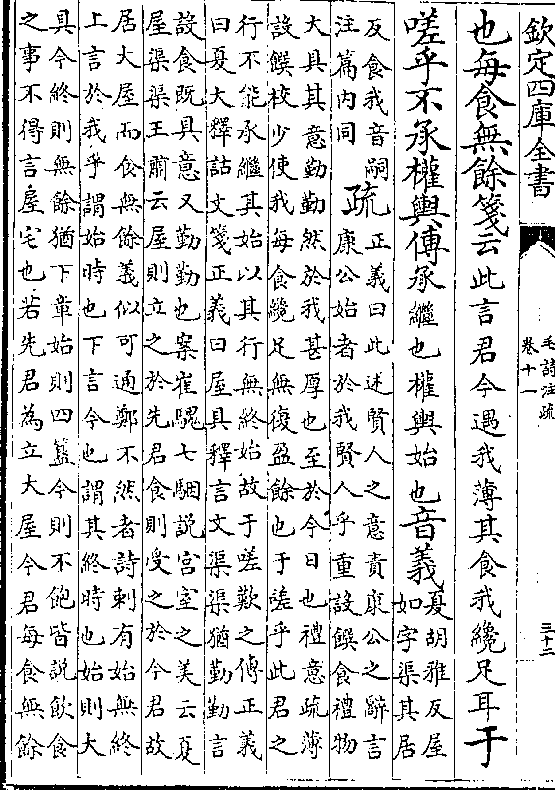 欽定四庫全書
毛詩注疏
卷十一
三十二
也每食無餘箋云此言君今遇我薄其食我纔足耳于
嗟乎不承權輿傳承繼也權輿始也音義夏胡雅反屋
如字渠其居
反食我音嗣
注篇内同疏正義曰此述賢人之意責康公之辭言
康公始者於我賢人乎重設饌食禮物
大具其意勤勤然於我甚厚也至於今日也禮意疏薄
設饌校少使我每食纔足無復盈餘也于嗟乎此君之
行不能承繼其始以其行無終始故于嗟歎之傳正義
曰夏大釋詁文箋正義曰屋具釋言文渠渠猶勤勤言
設食既具意又勤勤也案崔駰七駰説宫室之美云夏
屋渠渠王肅云屋則立之於先君食則受之於今君故
居大屋而食無餘義似可通鄭不然者詩刺有始無終
上言於我乎謂始時也下言今也謂其終時也始則大
具今終則無餘猶下章始則四簋今則不飽皆説飲食
之事不得言屋宅也若先君為立大屋今君每食無餘